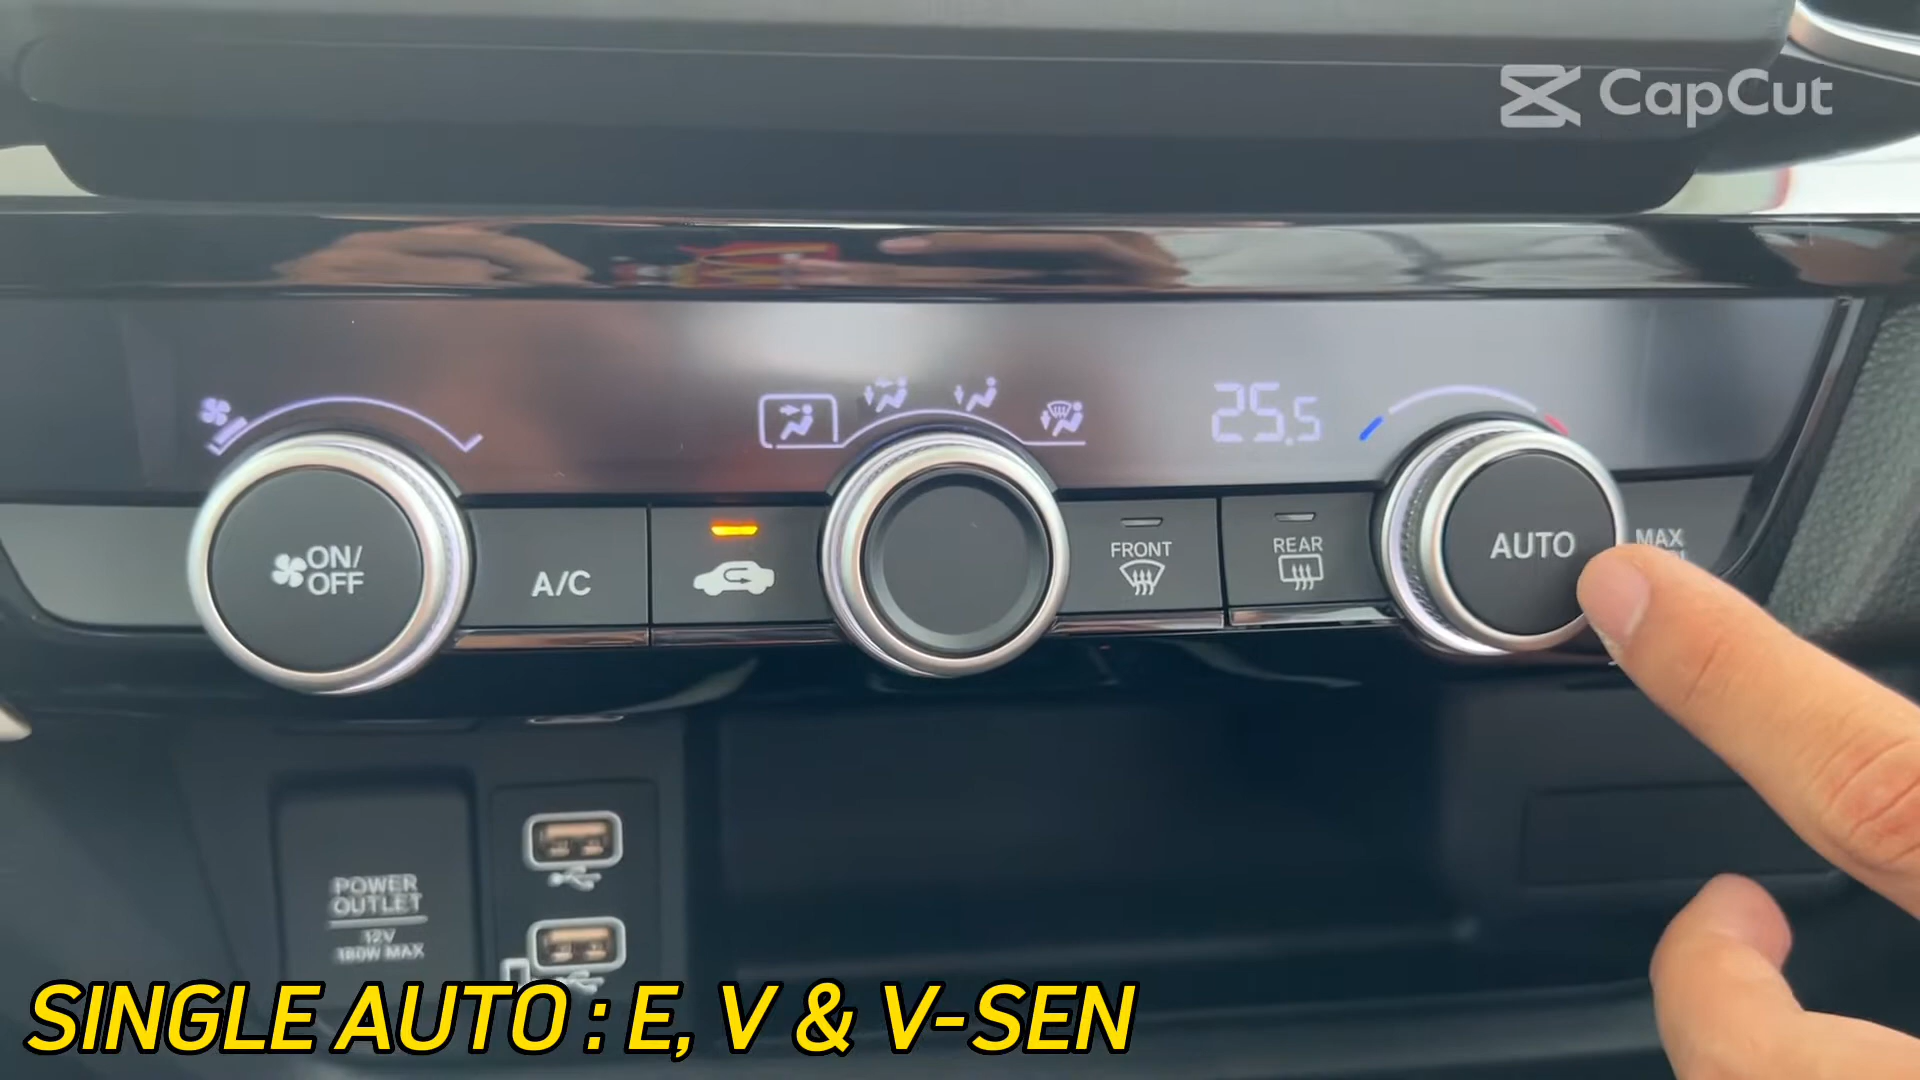 CapCut
25.5
ON/
OFF
A/C
FRONT
REAR
AUTO
MAX
POWER
OUTLET
12V
180W MAX
SINGLE AUTO : E, V & V-SEN